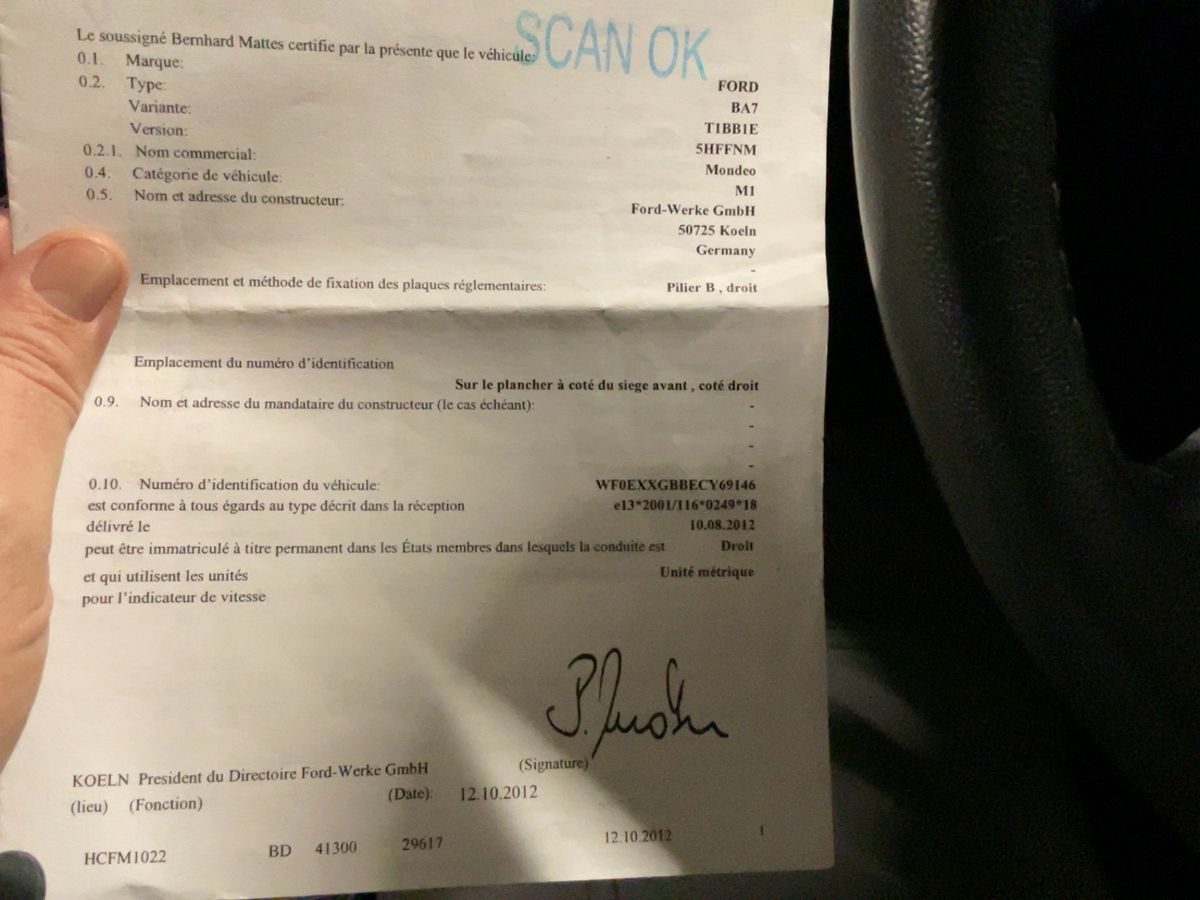 Le soussigné Bernhard Mattes certifie par la présente que le véhicule:
SCAN OK
0.1. Marque: FORD
0.2. Type: BA7
Variante: T1BB1E
Version: 5HFFNM
0.2.1. Nom commercial: Mondeo
0.4. Catégorie de véhicule: M1
0.5. Nom et adresse du constructeur: Ford-Werke GmbH
50725 Koeln
Germany
-
Emplacement et méthode de fixation des plaques réglementaires: Pilier B , droit
Emplacement du numéro d'identification
Sur le plancher à coté du siege avant , coté droit
0.9. Nom et adresse du mandataire du constructeur (le cas échéant): -
-
-
-
0.10. Numéro d'identification du véhicule: WF0EXXGBBECY69146
est conforme à tous égards au type décrit dans la réception e13*2001/116*0249*18
délivré le 10.08.2012
peut être immatriculé à titre permanent dans les États membres dans lesquels la conduite est Droit
et qui utilisent les unités Unité métrique
pour l'indicateur de vitesse
KOELN President du Directoire Ford-Werke GmbH (Signature)
(lieu) (Fonction) (Date): 12.10.2012
HCFM1022 BD 41300 29617 12.10.2012 1